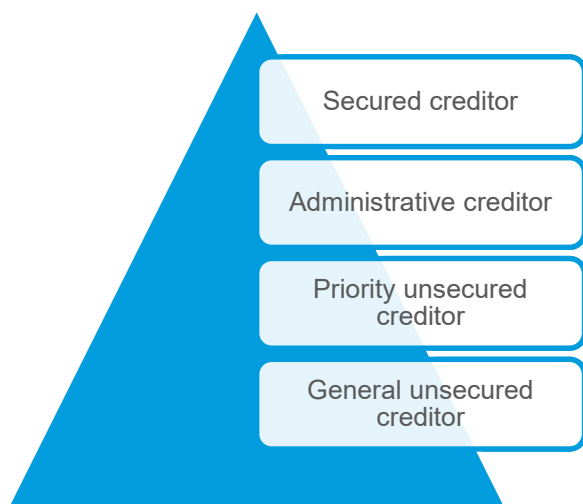 Secured creditor
Administrative creditor
Priority unsecured
creditor
General unsecured
creditor